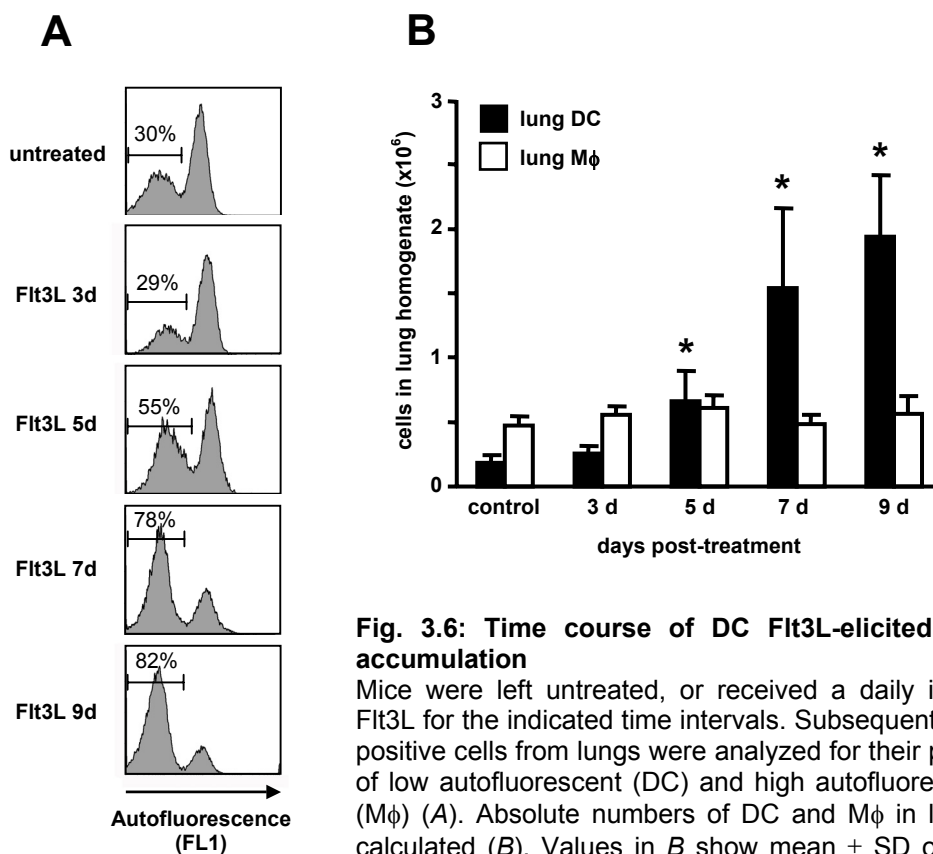 A
B
untreated
30%
Flt3L 3d
29%
Flt3L 5d
55%
Flt3L 7d
78%
Flt3L 9d
82%
Autofluorescence
(FL1)
3
2
1
0
cells in lung homogenate (x10⁶)
lung DC
lung Mϕ
*
*
*
control 3 d 5 d 7 d 9 d
days post-treatment
Fig. 3.6: Time course of DC Flt3L-elicited
accumulation
Mice were left untreated, or received a daily
Flt3L for the indicated time intervals. Subsequent
positive cells from lungs were analyzed for their
of low autofluorescent (DC) and high autofluore
(Mϕ) (A). Absolute numbers of DC and Mϕ in
calculated (B). Values in B show mean ± SD